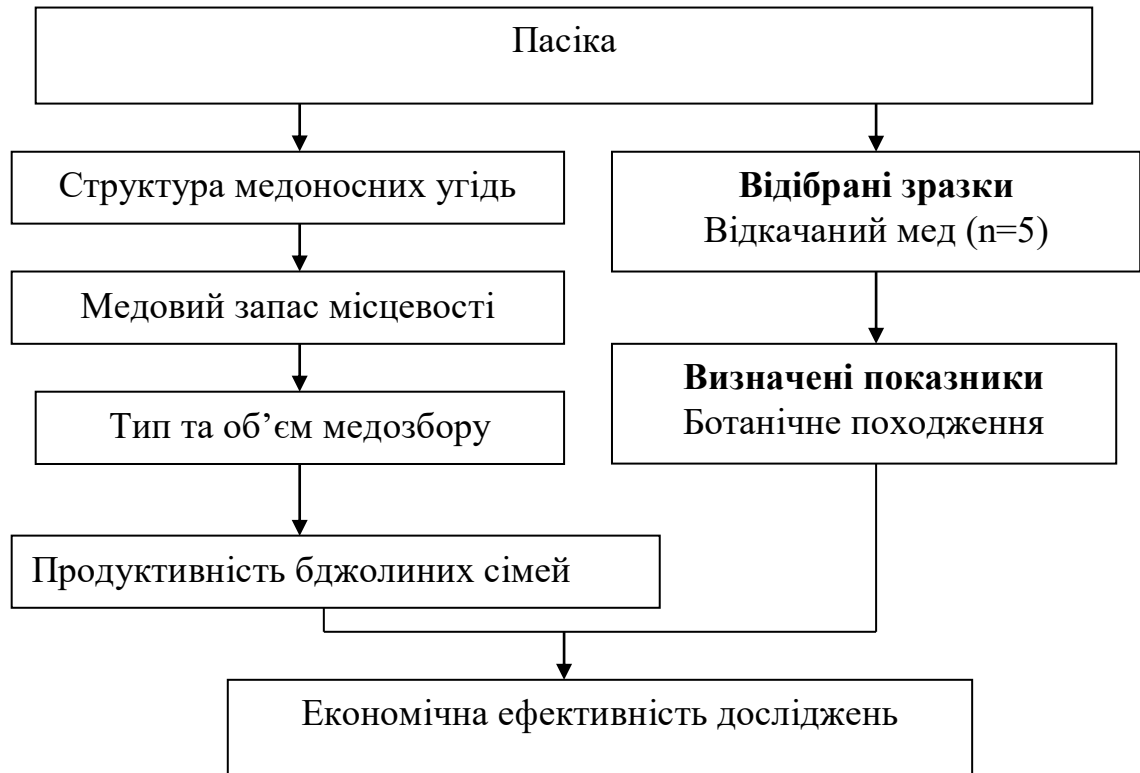 Пасіка
Структура медоносних угідь
Медовий запас місцевості
Тип та об’єм медозбору
Продуктивність бджолиних сімей
Відібрані зразки
Відкачаний мед (n=5)
Визначені показники
Ботанічне походження
Економічна ефективність досліджень